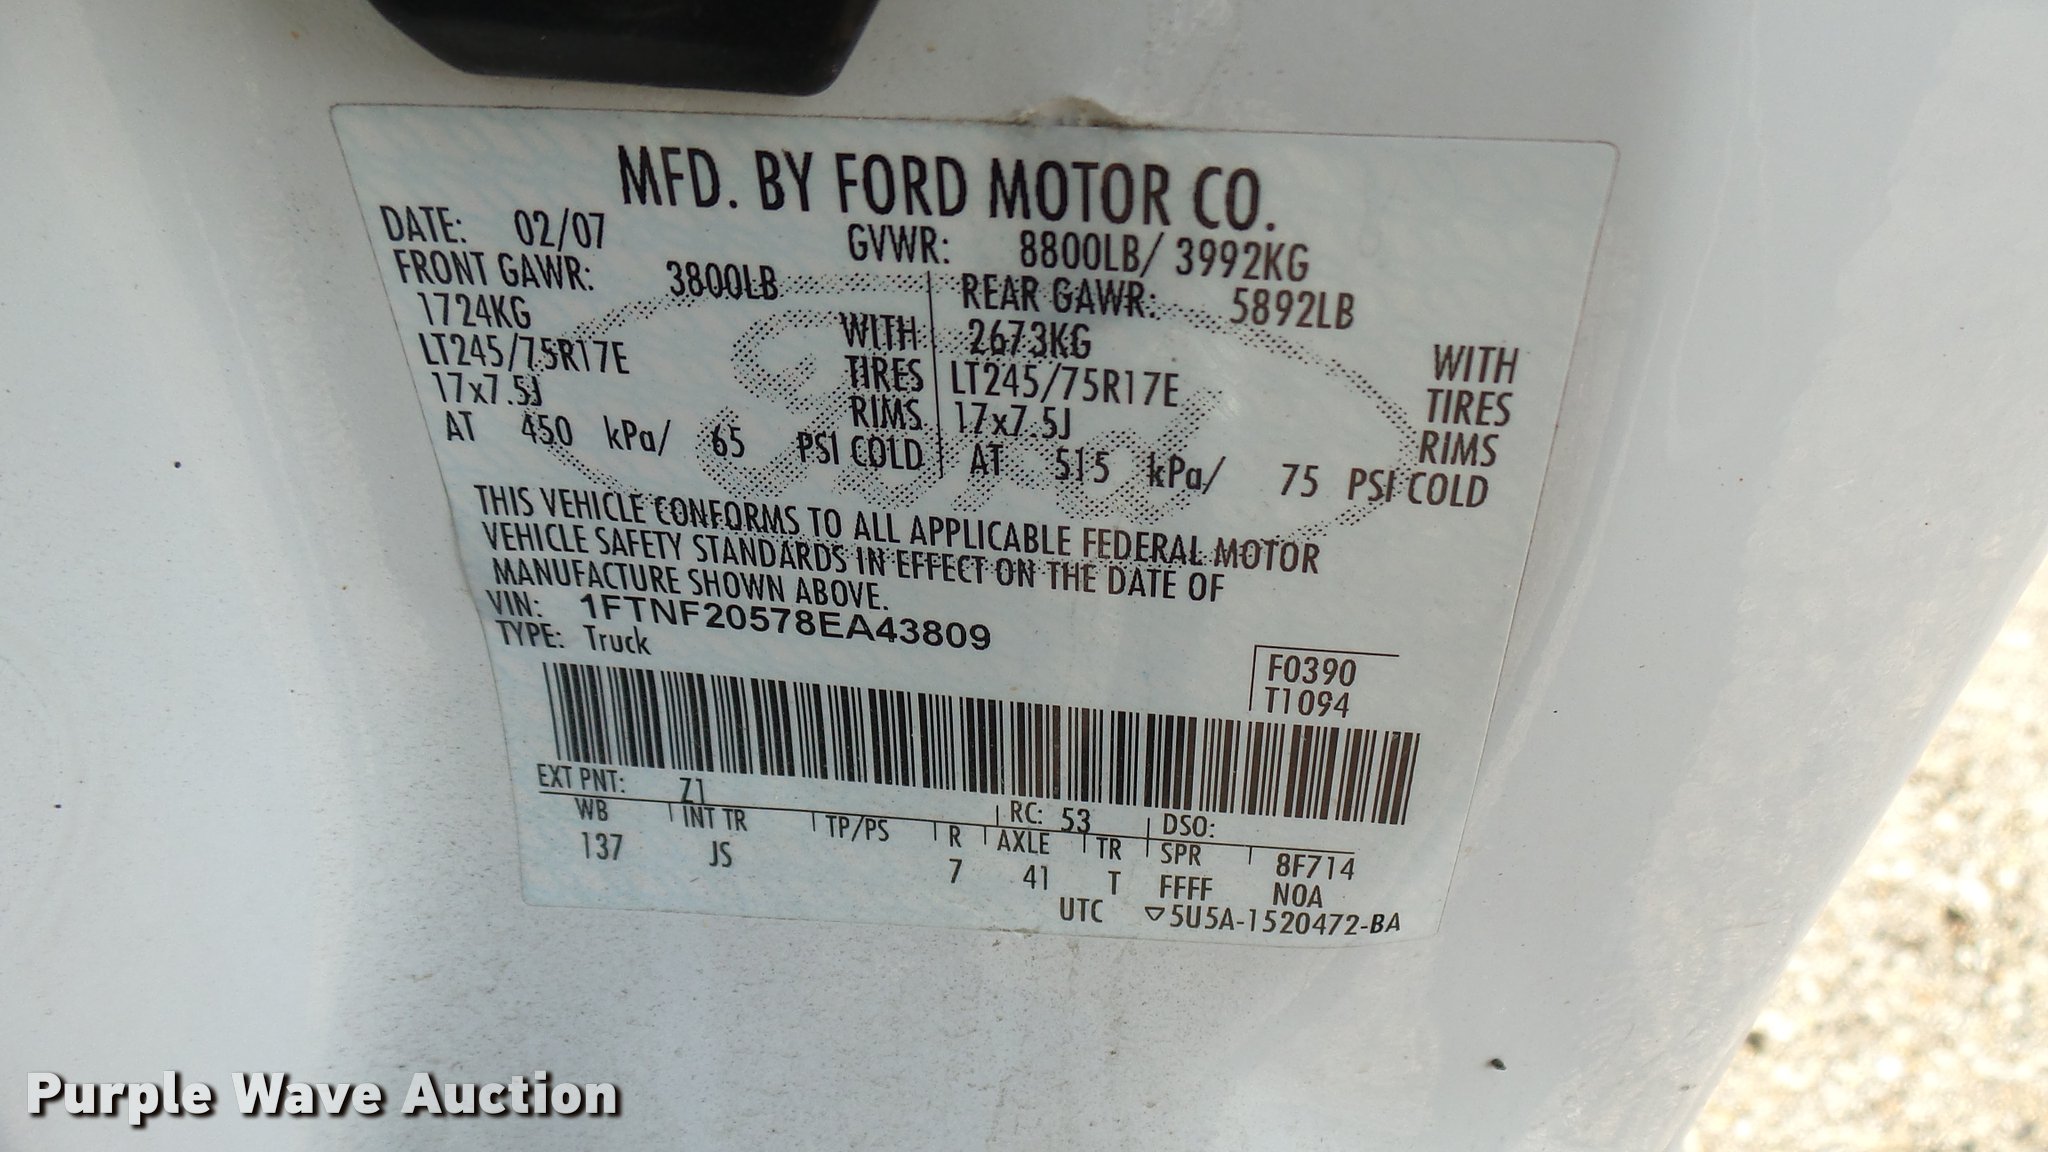 MFD. BY FORD MOTOR CO.
DATE: 02/07 GVWR: 8800LB/ 3992KG
FRONT GAWR: 3800LB REAR GAWR: 5892LB
1724KG WITH 2673KG WITH
LT245/75R17E TIRES LT245/75R17E TIRES
17x7.5J RIMS 17x7.5J RIMS
AT 450 kPa/ 65 PSI COLD AT 515 kPa/ 75 PSI COLD
Ford
THIS VEHICLE CONFORMS TO ALL APPLICABLE FEDERAL MOTOR
VEHICLE SAFETY STANDARDS IN EFFECT ON THE DATE OF
MANUFACTURE SHOWN ABOVE.
VIN: 1FTNF20578EA43809
TYPE: Truck
F0390
T1094
EXT PNT: Z1 RC: 53 DSO:
WB INT TR TP/PS R AXLE TR SPR 8F714
137 JS 7 41 T FFFF N0A
UTC ▽5U5A-1520472-BA
Purple Wave Auction